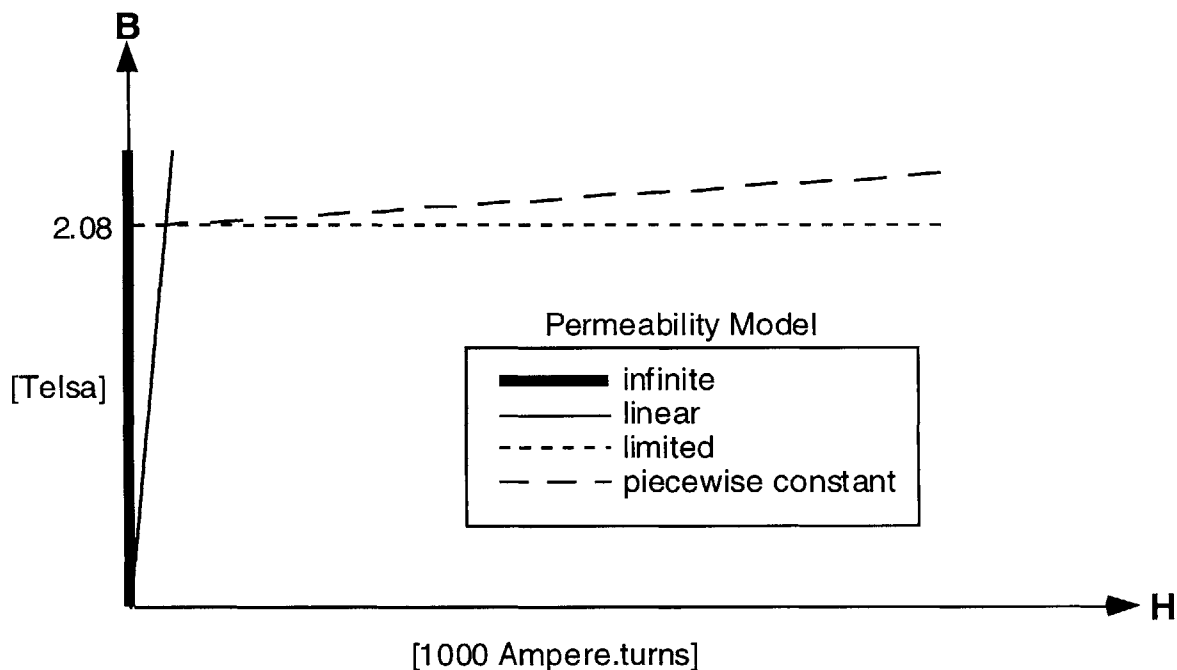 B
2.08
Permeability Model
[Telsa]
infinite
linear
limited
piecewise constant
H
[1000 Ampere.turns]